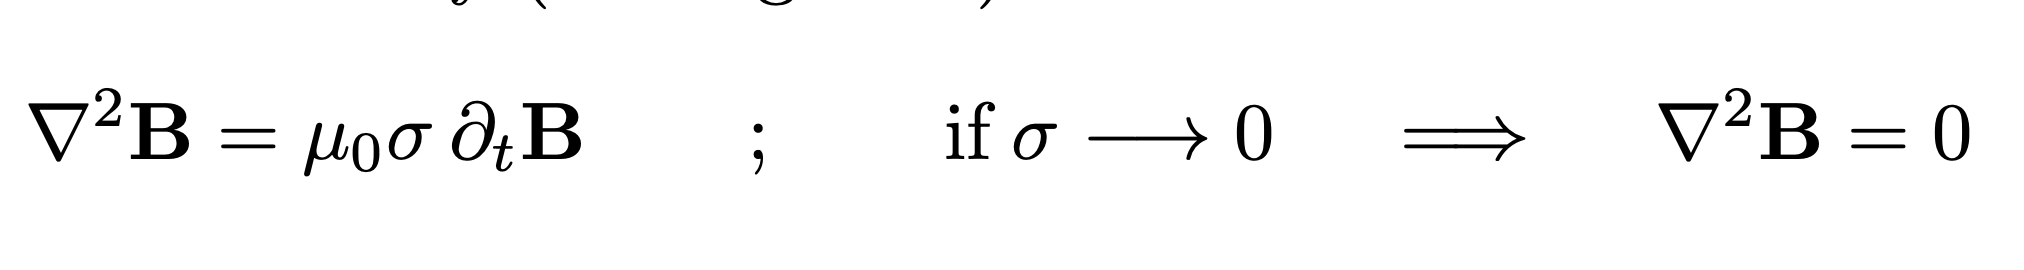 ∇²𝐁 = μ₀σ ∂ₜ𝐁 ; if σ ⟶ 0 ⟹ ∇²𝐁 = 0